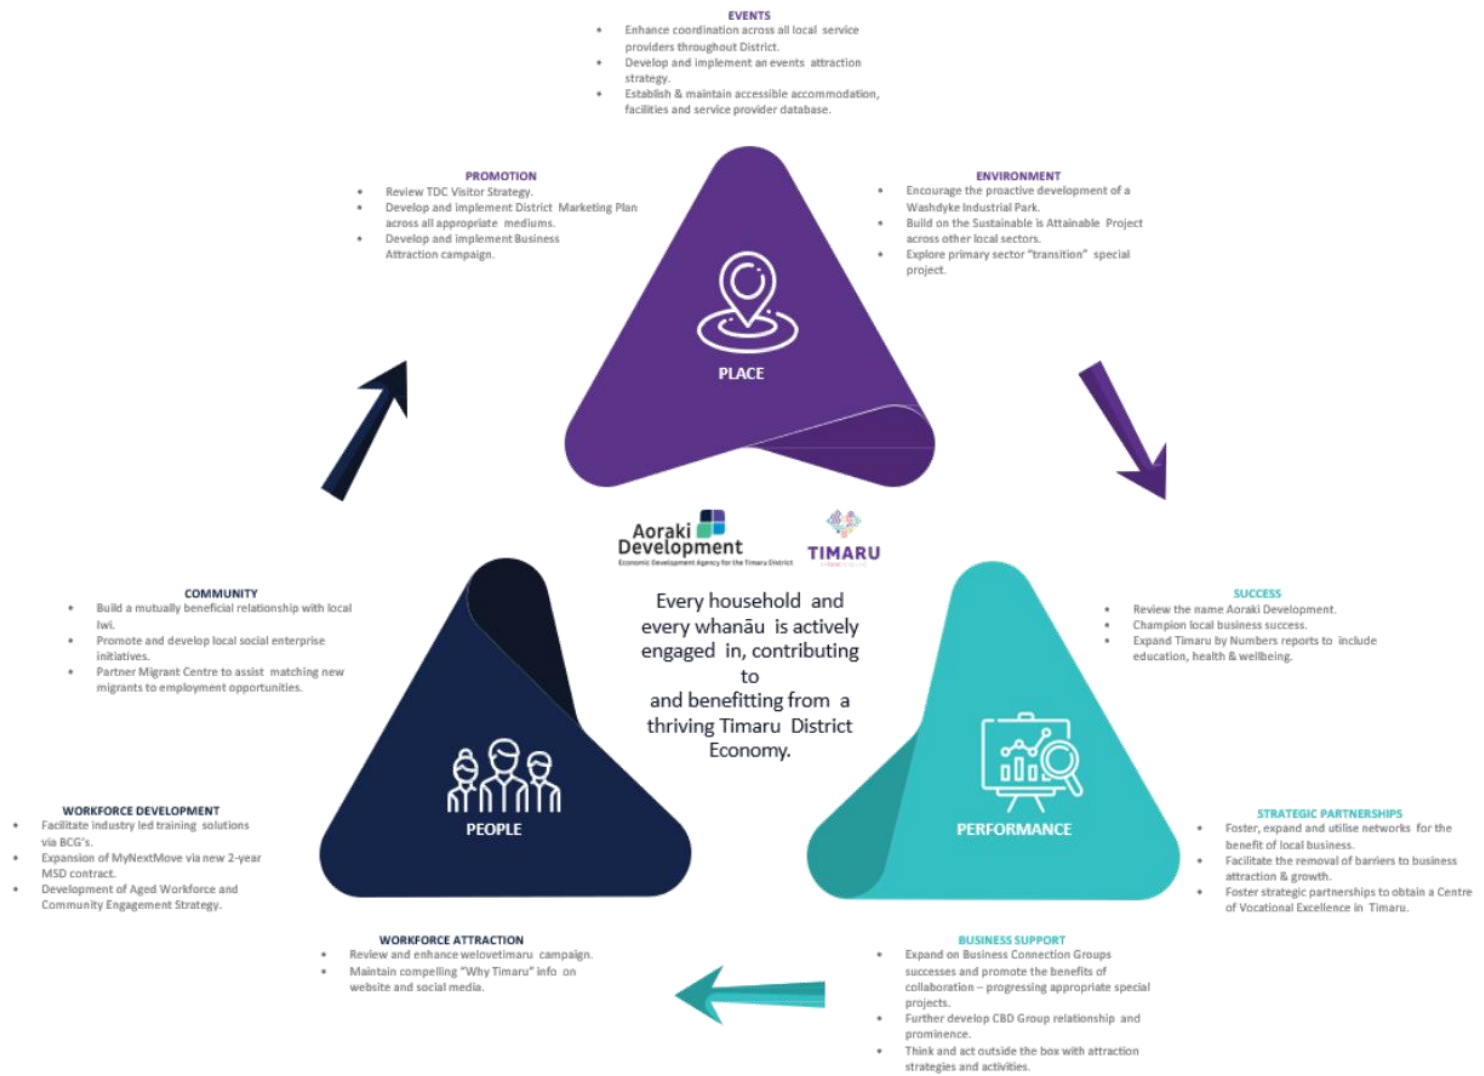 EVENTS
• Enhance coordination across all local service
providers throughout District.
• Develop and implement an events attraction
strategy.
• Establish & maintain accessible accommodation,
facilities and service provider database.
PROMOTION
• Review TDC Visitor Strategy.
• Develop and implement District Marketing Plan
across all appropriate mediums.
• Develop and implement Business
Attraction campaign.
ENVIRONMENT
• Encourage the proactive development of a
Washdyke Industrial Park.
• Build on the Sustainable is Attainable Project
across other local sectors.
• Explore primary sector “transition” special
project.
PLACE
Aoraki
Development
Economic Development Agency for the Timaru District
TIMARU
Every household and
every whanāu is actively
engaged in, contributing
to
and benefitting from a
thriving Timaru District
Economy.
COMMUNITY
• Build a mutually beneficial relationship with local
Iwi.
• Promote and develop local social enterprise
initiatives.
• Partner Migrant Centre to assist matching new
migrants to employment opportunities.
SUCCESS
• Review the name Aoraki Development.
• Champion local business success.
• Expand Timaru by Numbers reports to include
education, health & wellbeing.
PEOPLE
PERFORMANCE
WORKFORCE DEVELOPMENT
• Facilitate industry led training solutions
via BCG's.
• Expansion of MyNextMove via new 2-year
MSD contract.
• Development of Aged Workforce and
Community Engagement Strategy.
STRATEGIC PARTNERSHIPS
• Foster, expand and utilise networks for the
benefit of local business.
• Facilitate the removal of barriers to business
attraction & growth.
• Foster strategic partnerships to obtain a Centre
of Vocational Excellence in Timaru.
WORKFORCE ATTRACTION
• Review and enhance welovetimaru campaign.
• Maintain compelling “Why Timaru” info on
website and social media.
BUSINESS SUPPORT
• Expand on Business Connection Groups
successes and promote the benefits of
collaboration – progressing appropriate special
projects.
• Further develop CBD Group relationship and
prominence.
• Think and act outside the box with attraction
strategies and activities.